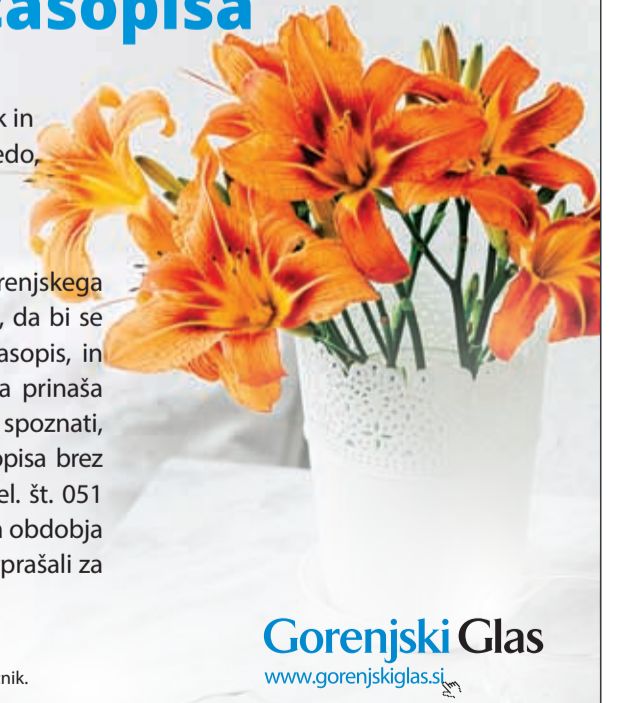 časopisa
k in
edo,
renjskega
, da bi se
asopis, in
a prinaša
spoznati,
opisa brez
el. št. 051
obdobja
prašali za
nik.
Gorenjski Glas
www.gorenjskiglas.si